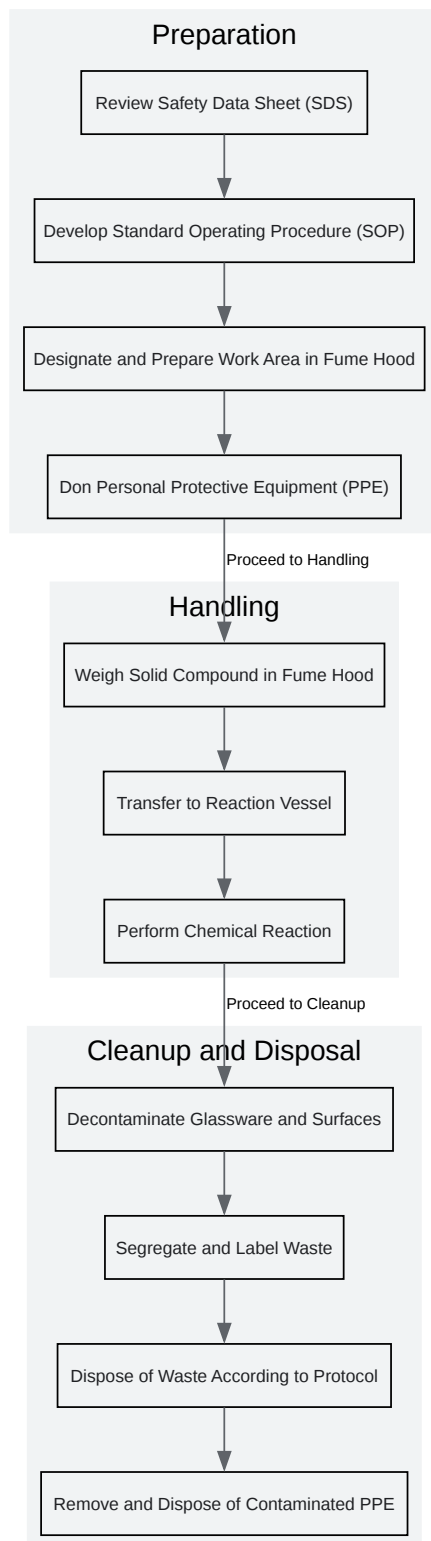 Preparation
Review Safety Data Sheet (SDS)
Develop Standard Operating Procedure (SOP)
Designate and Prepare Work Area in Fume Hood
Don Personal Protective Equipment (PPE)
Proceed to Handling
Handling
Weigh Solid Compound in Fume Hood
Transfer to Reaction Vessel
Perform Chemical Reaction
Proceed to Cleanup
Cleanup and Disposal
Decontaminate Glassware and Surfaces
Segregate and Label Waste
Dispose of Waste According to Protocol
Remove and Dispose of Contaminated PPE